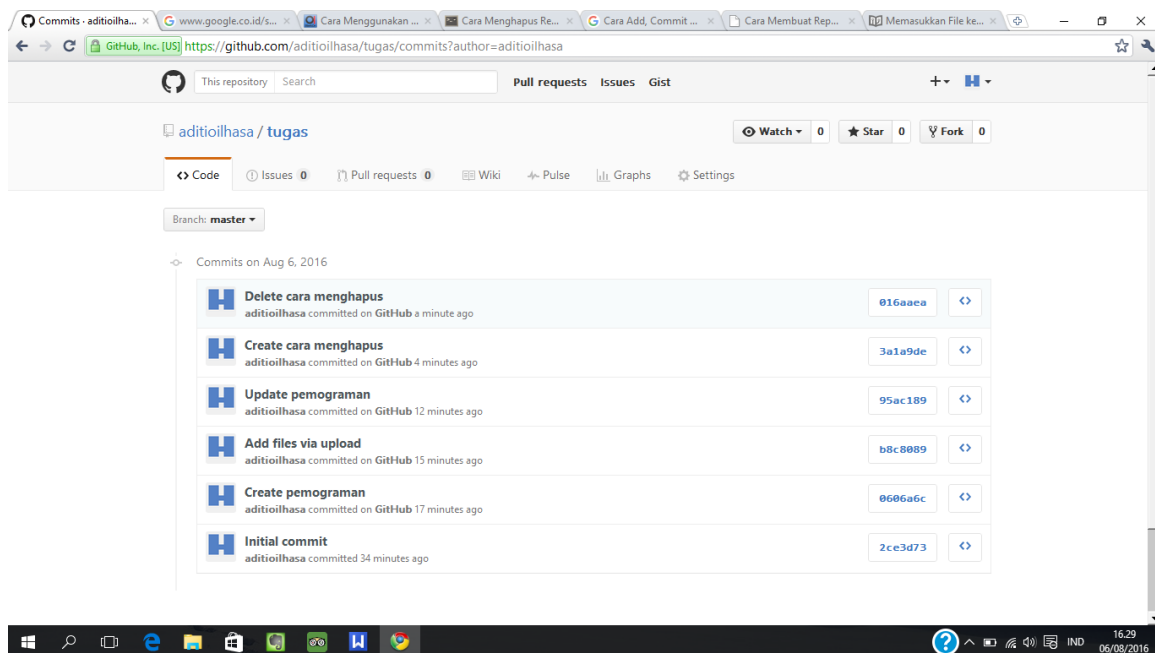 Commits · aditioilha...
www.google.co.id/s...
Cara Menggunakan ...
Cara Menghapus Re...
Cara Add, Commit ...
Cara Membuat Rep...
Memasukkan File ke...
GitHub, Inc. [US] https://github.com/aditioilhasa/tugas/commits?author=aditioilhasa
This repository Search Pull requests Issues Gist
aditioilhasa / tugas
Watch 0 Star 0 Fork 0
<> Code Issues 0 Pull requests 0 Wiki Pulse Graphs Settings
Branch: master
Commits on Aug 6, 2016
Delete cara menghapus
aditioilhasa committed on GitHub a minute ago
016aaea <>
Create cara menghapus
aditioilhasa committed on GitHub 4 minutes ago
3a1a9de <>
Update pemograman
aditioilhasa committed on GitHub 12 minutes ago
95ac189 <>
Add files via upload
aditioilhasa committed on GitHub 15 minutes ago
b8c8089 <>
Create pemograman
aditioilhasa committed on GitHub 17 minutes ago
0606a6c <>
Initial commit
aditioilhasa committed 34 minutes ago
2ce3d73 <>
IND
16.29
06/08/2016